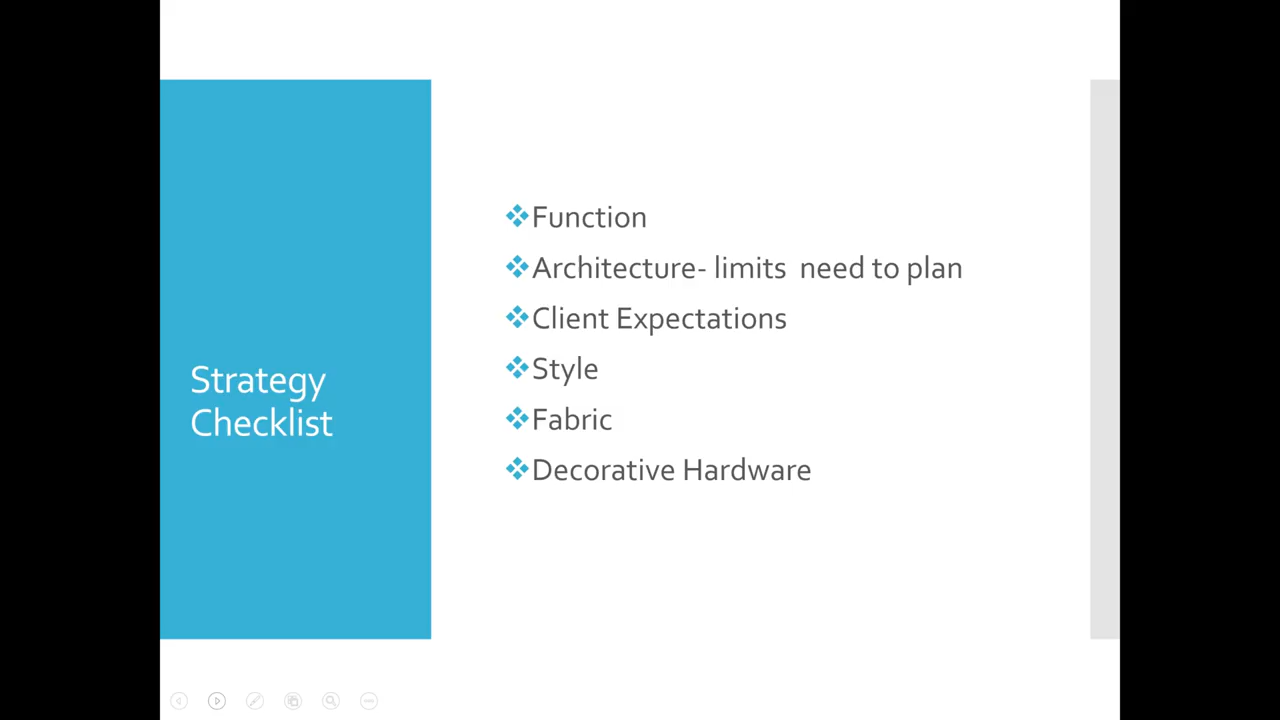 Strategy
Checklist
Function
Architecture- limits  need to plan
Client Expectations
Style
Fabric
Decorative Hardware